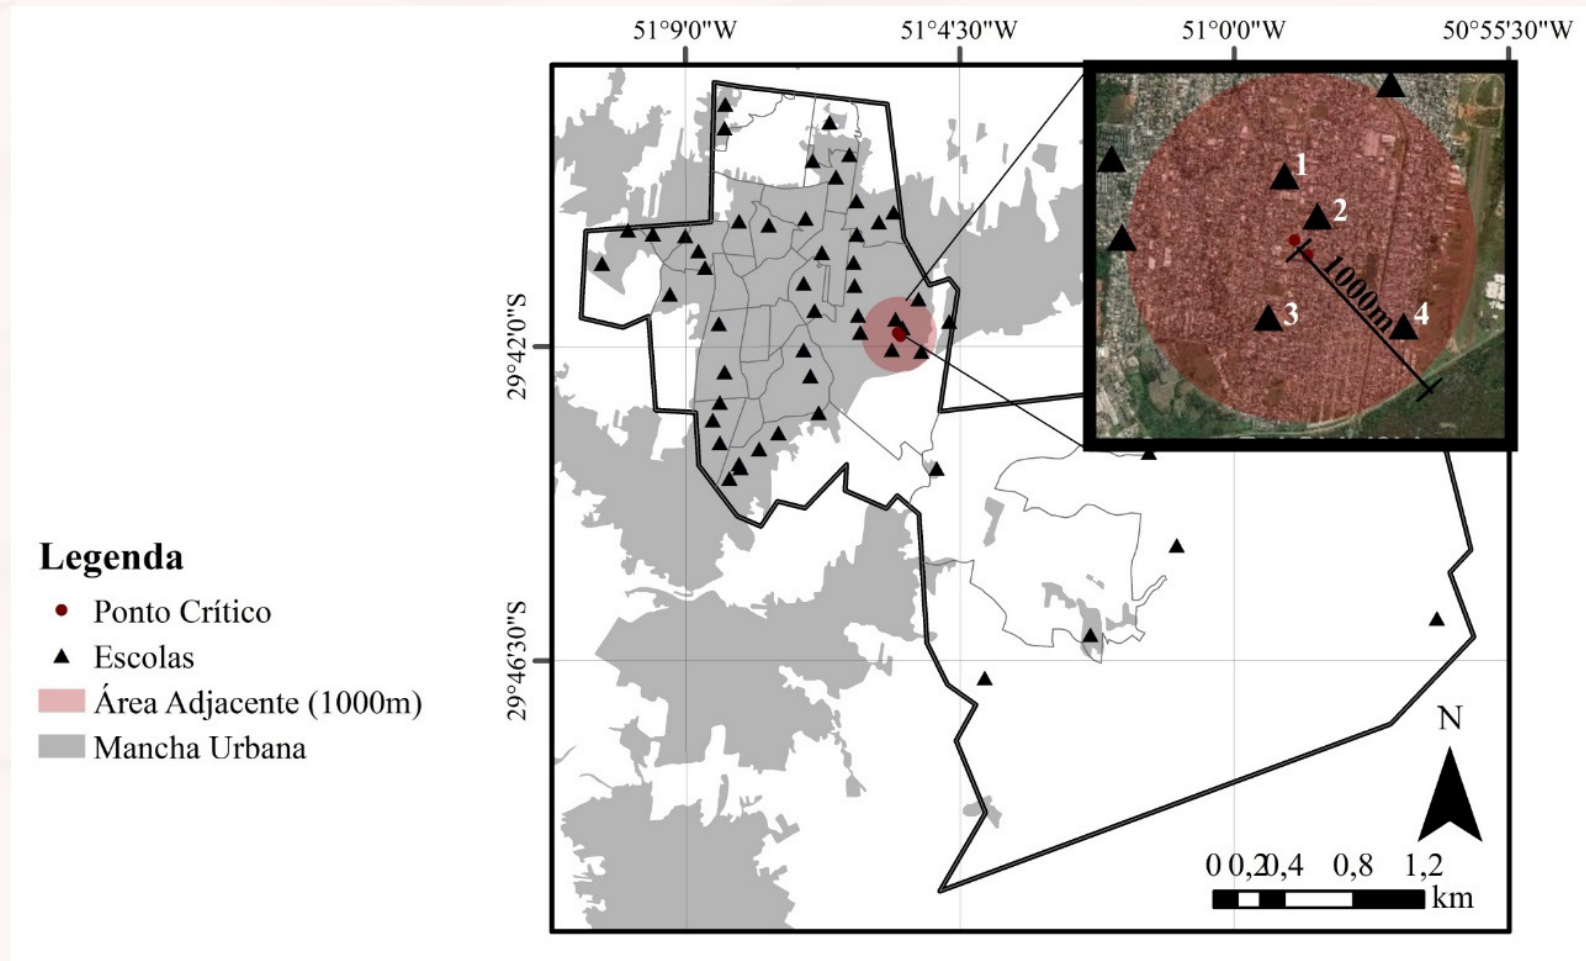 51°9'0"W 51°4'30"W 51°0'0"W 50°55'30"W
1
2
1000m
3
4
29°42'0"S
29°46'30"S
Legenda
Ponto Crítico
Escolas
Área Adjacente (1000m)
Mancha Urbana
N
0 0,2 0,4 0,8 1,2
km